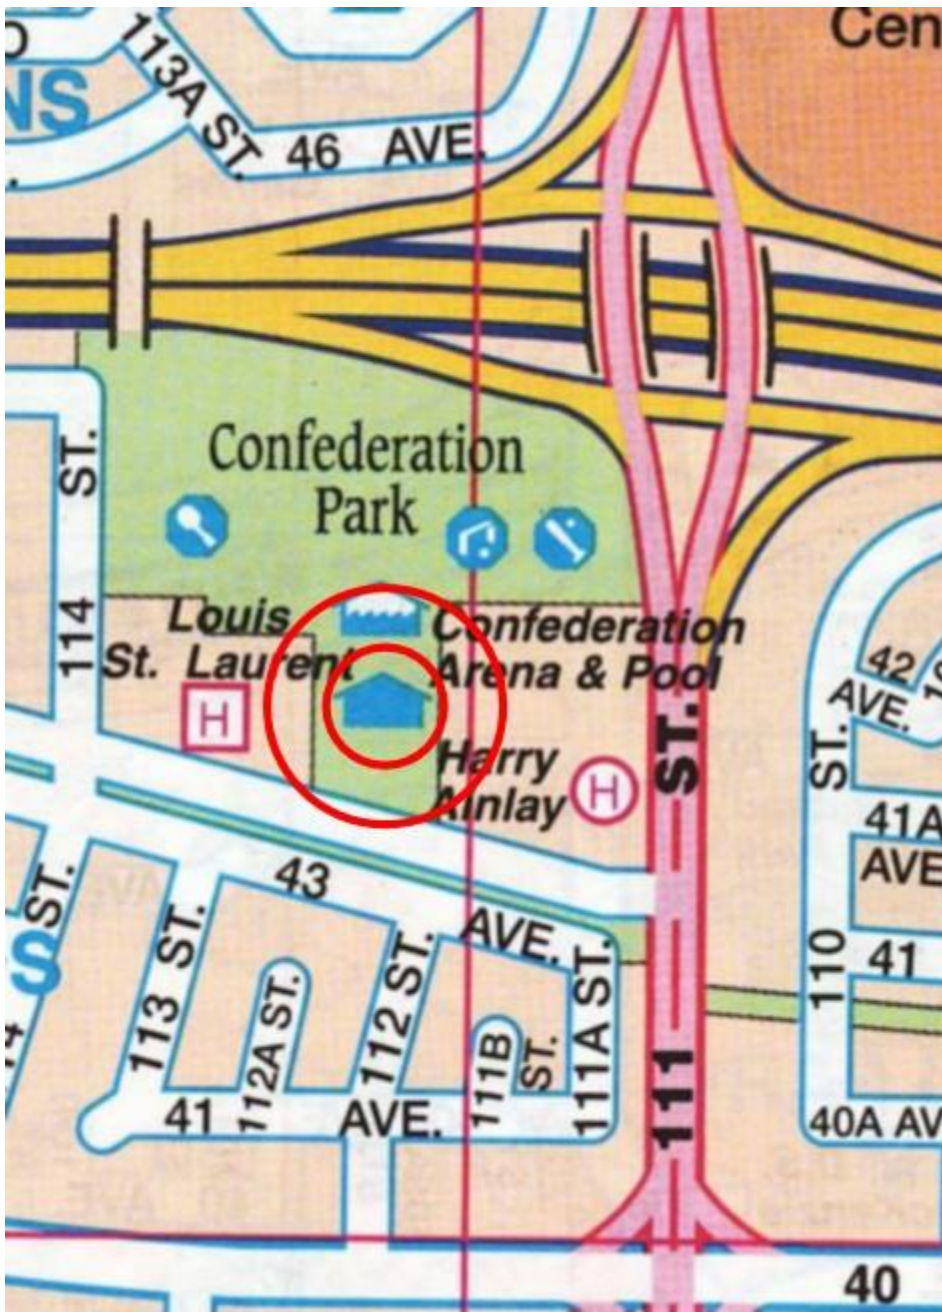 Cen
NS
113A ST.
46 AVE.
Confederation
Park
ST.
114
Louis
St. Laurent
H
Confederation
Arena & Pool
Harry
Ainlay
H
ST.
111
42
AVE.
ST.
110
41A
AVE
41
40A AV
43
AVE.
ST.
S
113 ST.
112A ST.
112 ST.
111B
ST.
111A ST.
41 AVE.
40